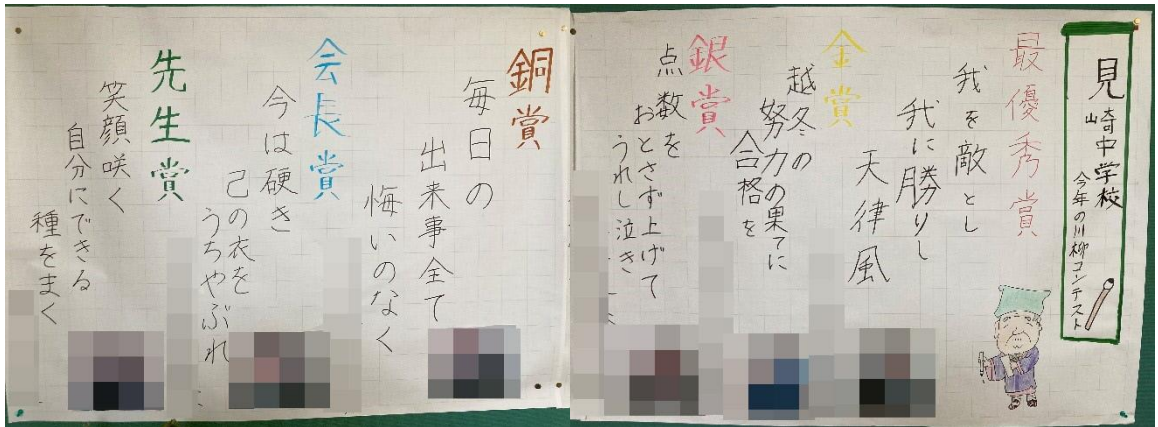 見崎中学校
今年の川柳コンテスト
最優秀賞
我を敵とし
我に勝りし
天律風
金賞
越冬の
努力の果てに
合格を
銀賞
点数を
おとさず上げて
うれし泣き
銅賞
毎日の
出来事全て
悔いのなく
会長賞
今は硬き
己の衣を
うちやぶれ
先生賞
笑顔咲く
自分にできる
種をまく